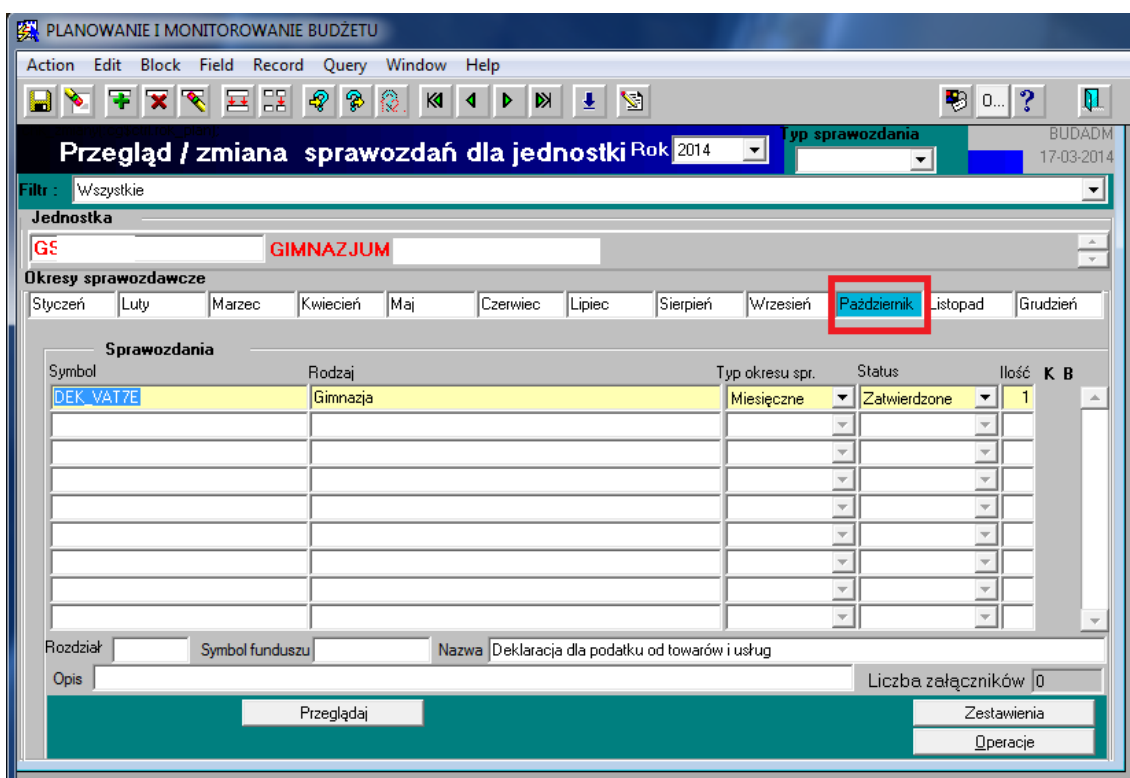 PLANOWANIE I MONITOROWANIE BUDŻETU
Action Edit Block Field Record Query Window Help
0... ?
Przegląd / zmiana sprawozdań dla jednostki Rok 2014 Typ sprawozdania BUDADM
17-03-2014
Filtr : Wszystkie
Jednostka
GS GIMNAZJUM
Okresy sprawozdawcze
Styczeń Luty Marzec Kwiecień Maj Czerwiec Lipiec Sierpień Wrzesień Październik Listopad Grudzień
Sprawozdania
Symbol Rodzaj Typ okresu spr. Status Ilość K B
DEK_VAT7E Gimnazja Miesięczne Zatwierdzone 1
Rozdział Symbol funduszu Nazwa Deklaracja dla podatku od towarów i usług
Opis Liczba załączników 0
Przeglądaj Zestawienia
Operacje